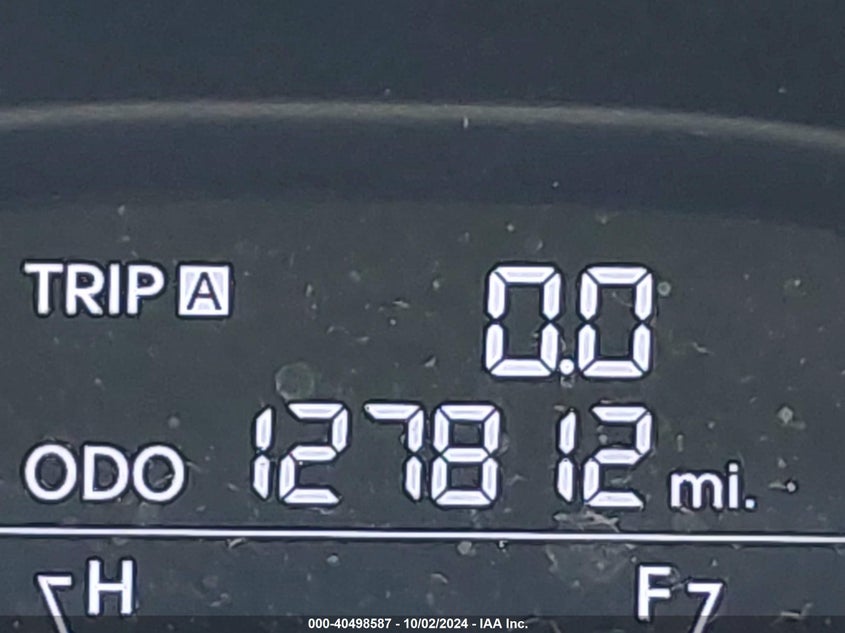 TRIP A 0.0
ODO 127812 mi.
H F
000-40498587 - 10/02/2024 - IAA Inc.